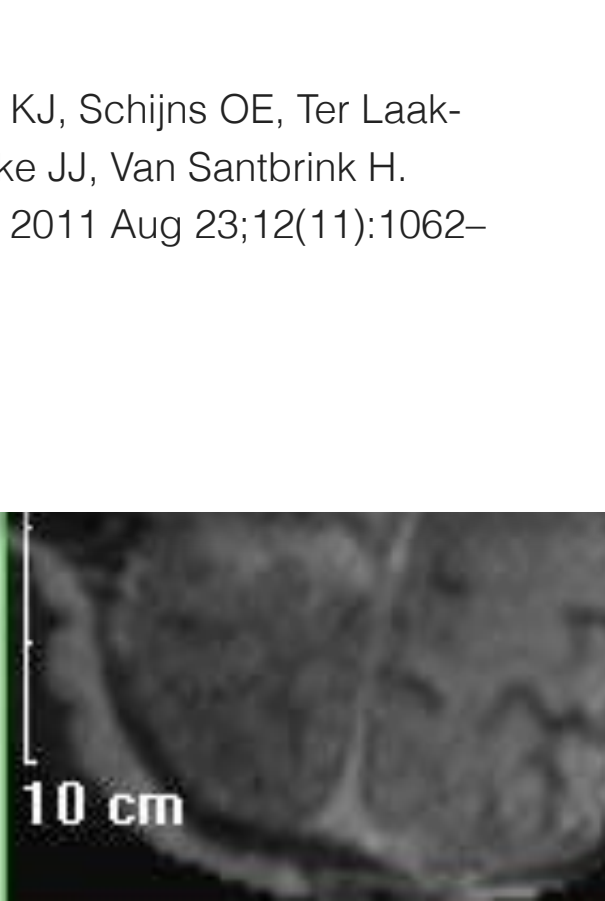 KJ, Schijns OE, Ter Laak-
ke JJ, Van Santbrink H.
2011 Aug 23;12(11):1062–
10 cm